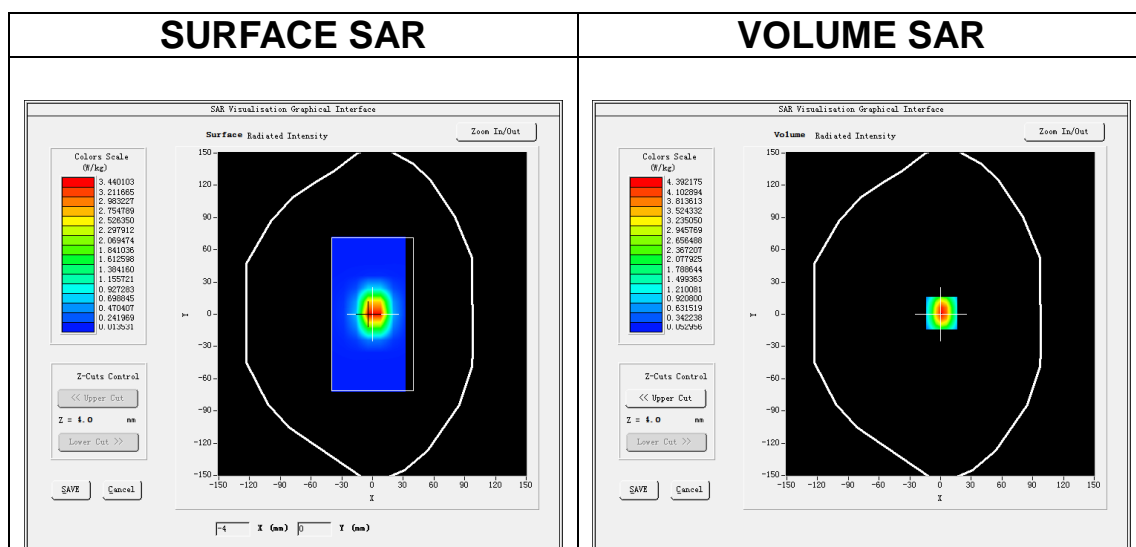 SURFACE SAR
VOLUME SAR
SAR Visualisation Graphical Interface
Surface Radiated Intensity
Zoom In/Out
Colors Scale
(W/kg)
3.440103
3.211665
2.983227
2.754789
2.526350
2.297912
2.069474
1.841036
1.612598
1.384160
1.155721
0.927283
0.698845
0.470407
0.241969
0.013531
150
120
90
60
30
0
-30
-60
-90
-120
-150
Y
-150 -120 -90 -60 -30 0 30 60 90 120 150
X
Z-Cuts Control
<< Upper Cut
Z = 4.0 mm
Lower Cut >>
SAVE Cancel
-4 X (mm) 0 Y (mm)
SAR Visualisation Graphical Interface
Volume Radiated Intensity
Zoom In/Out
Colors Scale
(W/kg)
4.392175
4.102894
3.813613
3.524332
3.235050
2.945769
2.656488
2.367207
2.077925
1.788644
1.499363
1.210081
0.920800
0.631519
0.342238
0.052956
150
120
90
60
30
0
-30
-60
-90
-120
-150
Y
-150 -120 -90 -60 -30 0 30 60 90 120 150
X
Z-Cuts Control
<< Upper Cut
Z = 4.0 mm
Lower Cut >>
SAVE Cancel